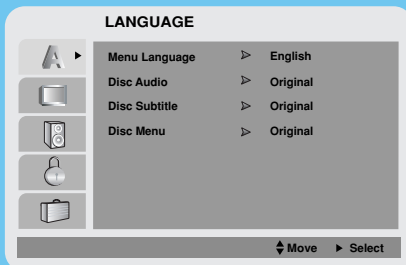 LANGUAGE
A
Menu Language English
Disc Audio Original
Disc Subtitle Original
Disc Menu Original
Move Select